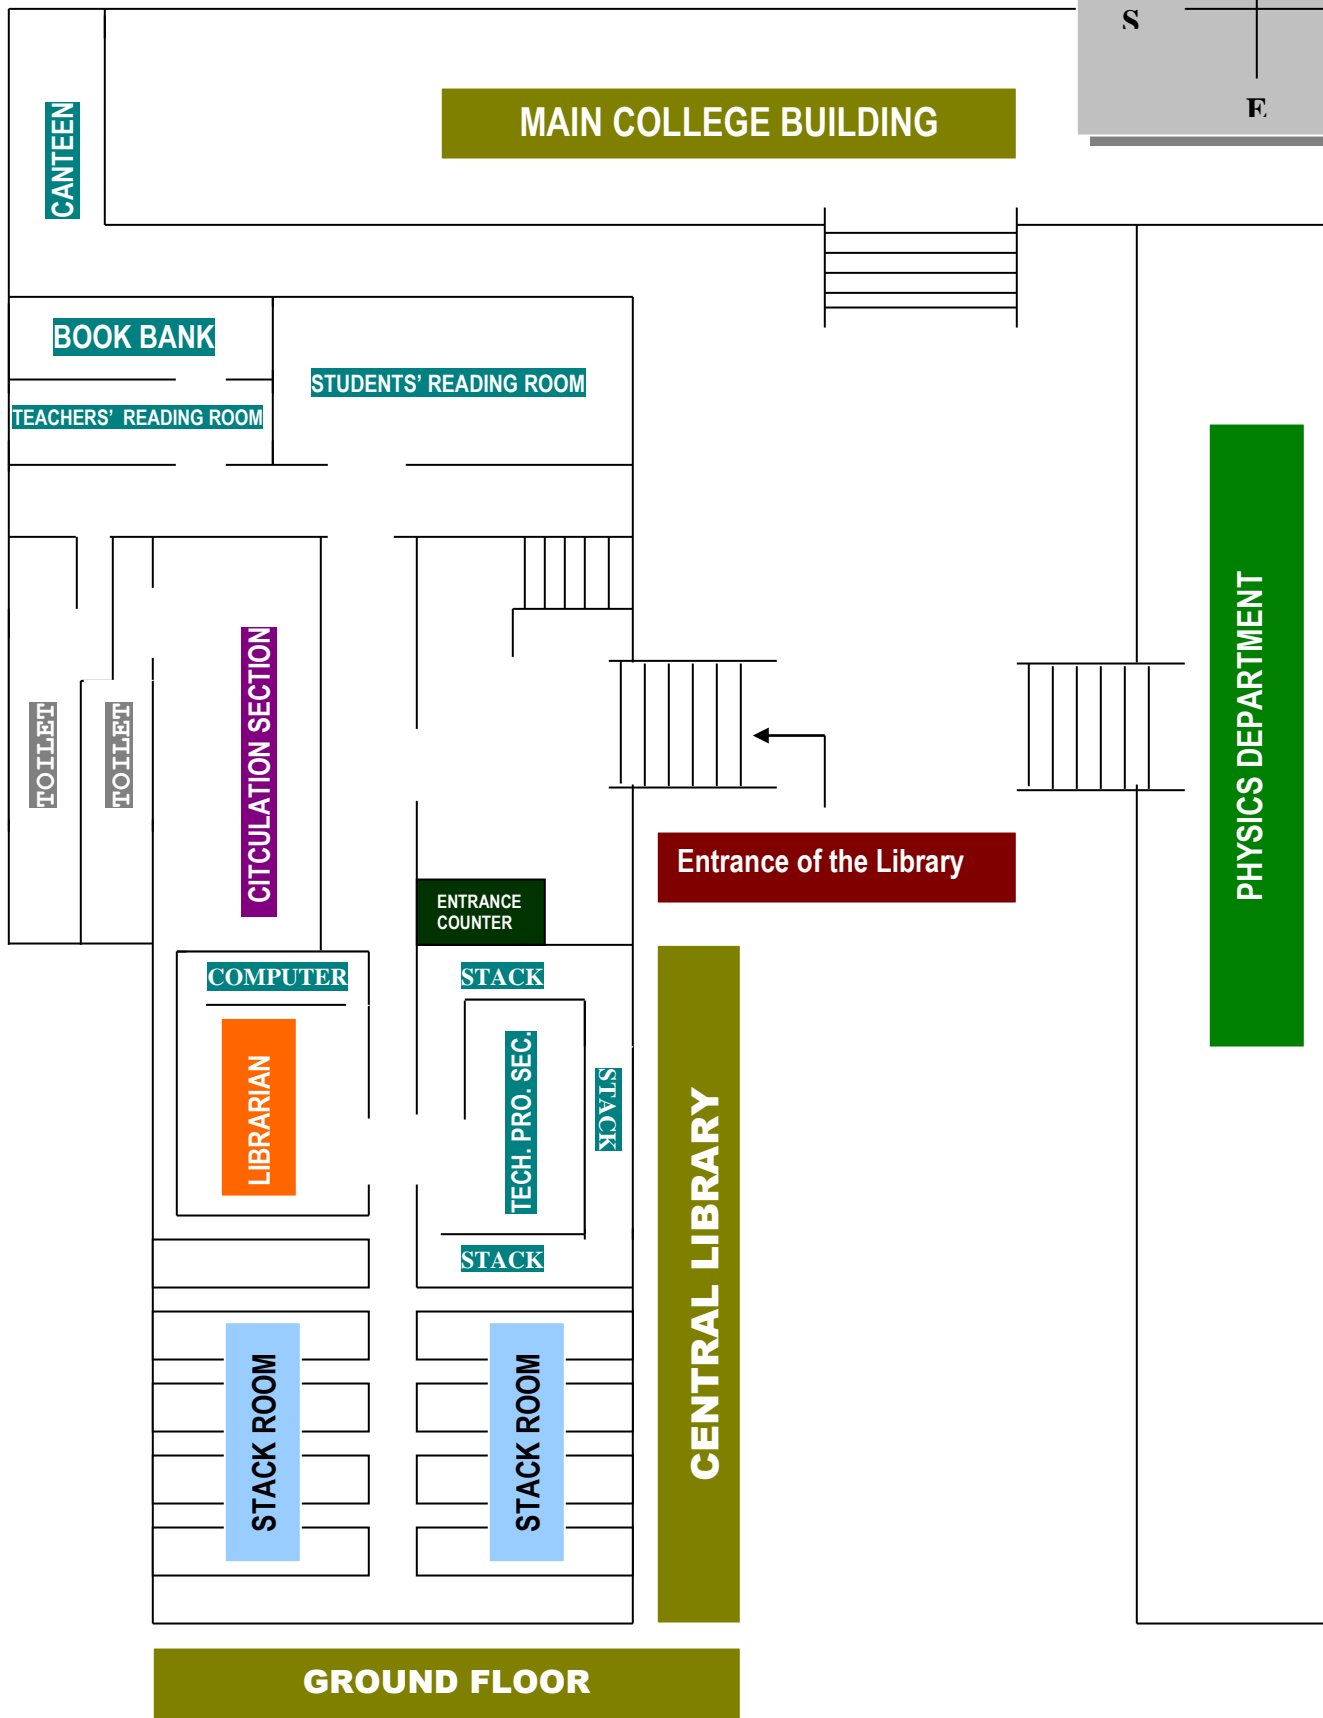 S
E
CANTEEN
MAIN COLLEGE BUILDING
BOOK BANK
STUDENTS’ READING ROOM
TEACHERS’ READING ROOM
TOILET
TOILET
CITCULATION SECTION
PHYSICS DEPARTMENT
Entrance of the Library
ENTRANCE
COUNTER
COMPUTER
STACK
LIBRARIAN
TECH. PRO. SEC.
STACK
STACK
CENTRAL LIBRARY
STACK ROOM
STACK ROOM
GROUND FLOOR